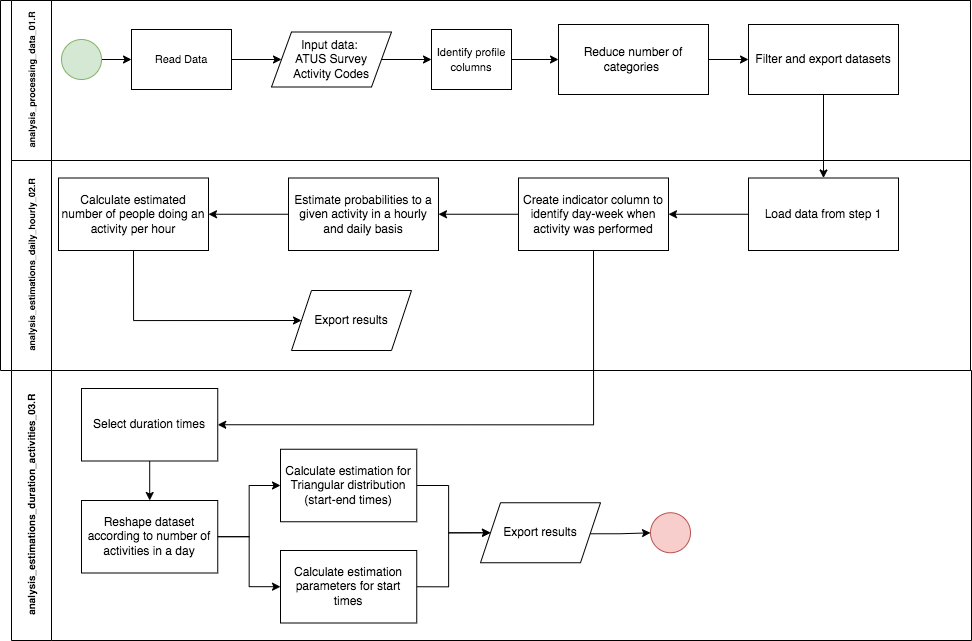 analysis_processing_data_01.R
Read Data
Input data:
ATUS Survey
Activity Codes
Identify profile
columns
Reduce number of
categories
Filter and export datasets
analysis_estimations_daily_hourly_02.R
Calculate estimated
number of people doing an
activity per hour
Estimate probabilities to a
given activity in a hourly
and daily basis
Create indicator column to
identify day-week when
activity was performed
Load data from step 1
Export results
analysis_estimations_duration_activities_03.R
Select duration times
Reshape dataset
according to number of
activities in a day
Calculate estimation for
Triangular distribution
(start-end times)
Calculate estimation
parameters for start
times
Export results